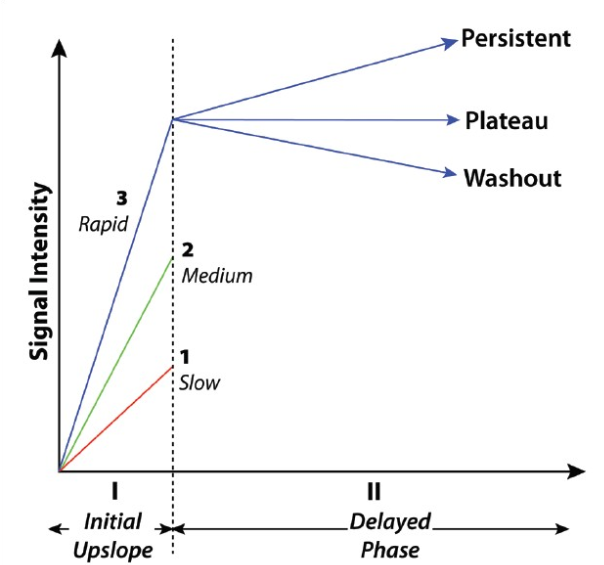 Persistent
Plateau
Washout
3
Rapid
2
Medium
1
Slow
Signal Intensity
I
II
Initial
Upslope
Delayed
Phase